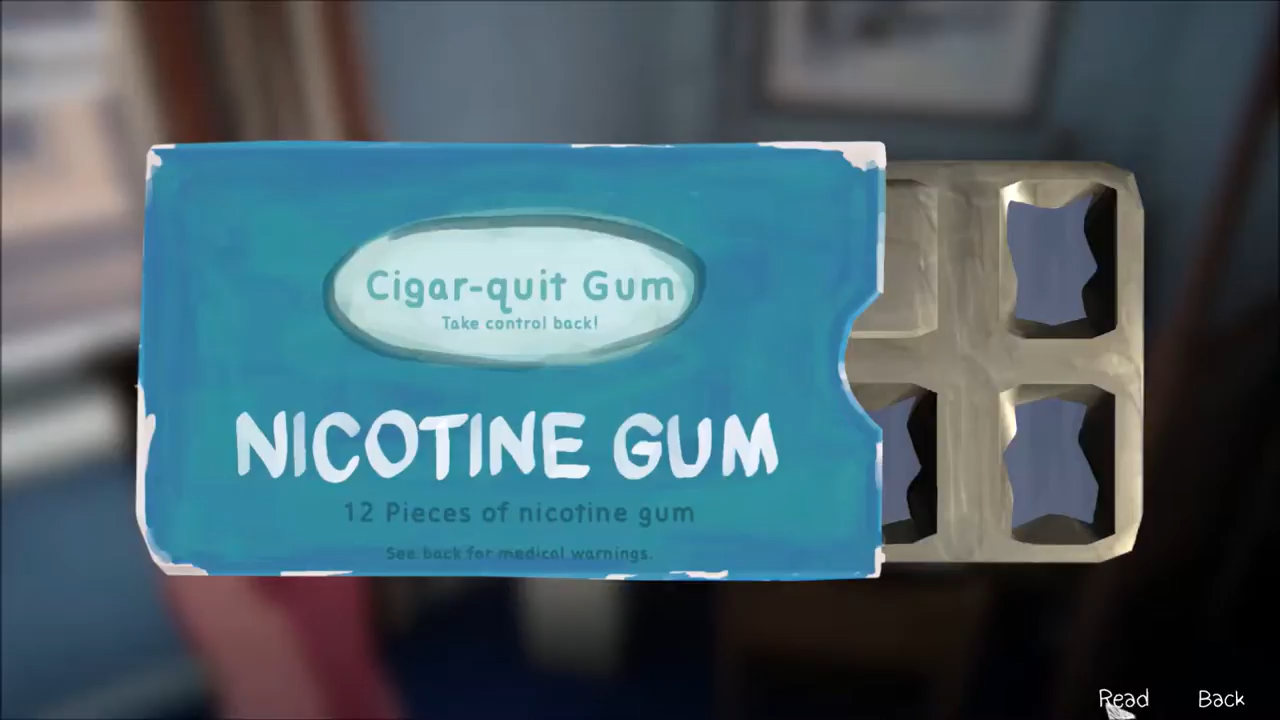 Cigar-quit Gum
Take control back!
NICOTINE GUM
12 Pieces of nicotine gum
See back for medical warnings.
Read Back